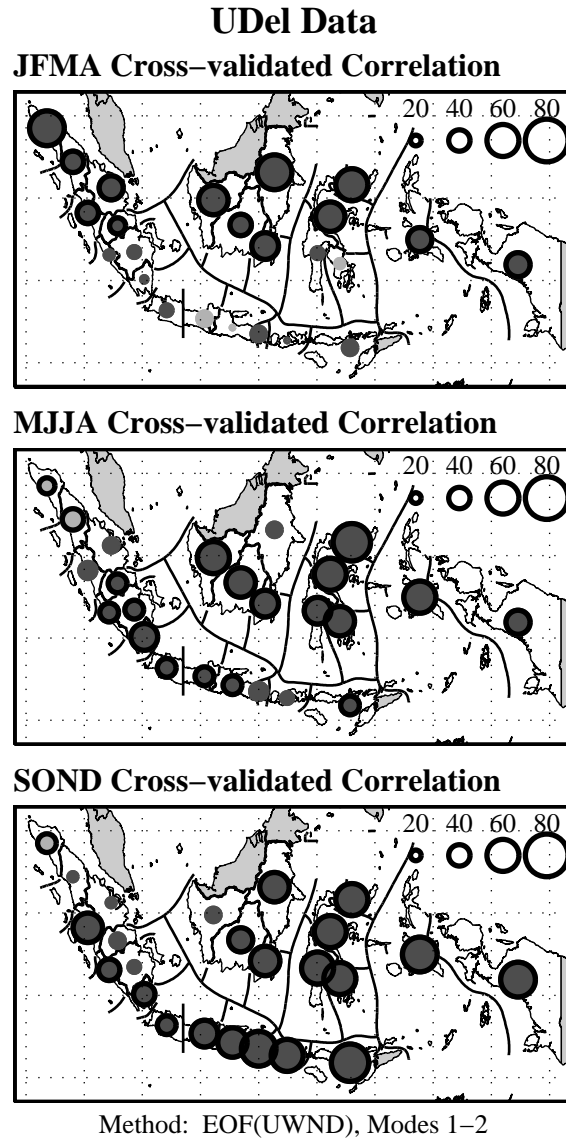 UDel Data
JFMA Cross−validated Correlation
20 40 60 80
MJJA Cross−validated Correlation
20 40 60 80
SOND Cross−validated Correlation
20 40 60 80
Method: EOF(UWND), Modes 1−2